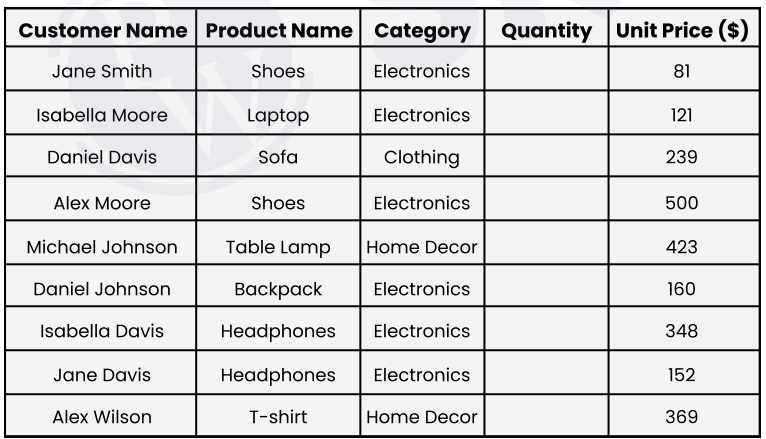 Customer Name Product Name Category Quantity Unit Price ($)
Jane Smith Shoes Electronics 81
Isabella Moore Laptop Electronics 121
Daniel Davis Sofa Clothing 239
Alex Moore Shoes Electronics 500
Michael Johnson Table Lamp Home Decor 423
Daniel Johnson Backpack Electronics 160
Isabella Davis Headphones Electronics 348
Jane Davis Headphones Electronics 152
Alex Wilson T-shirt Home Decor 369